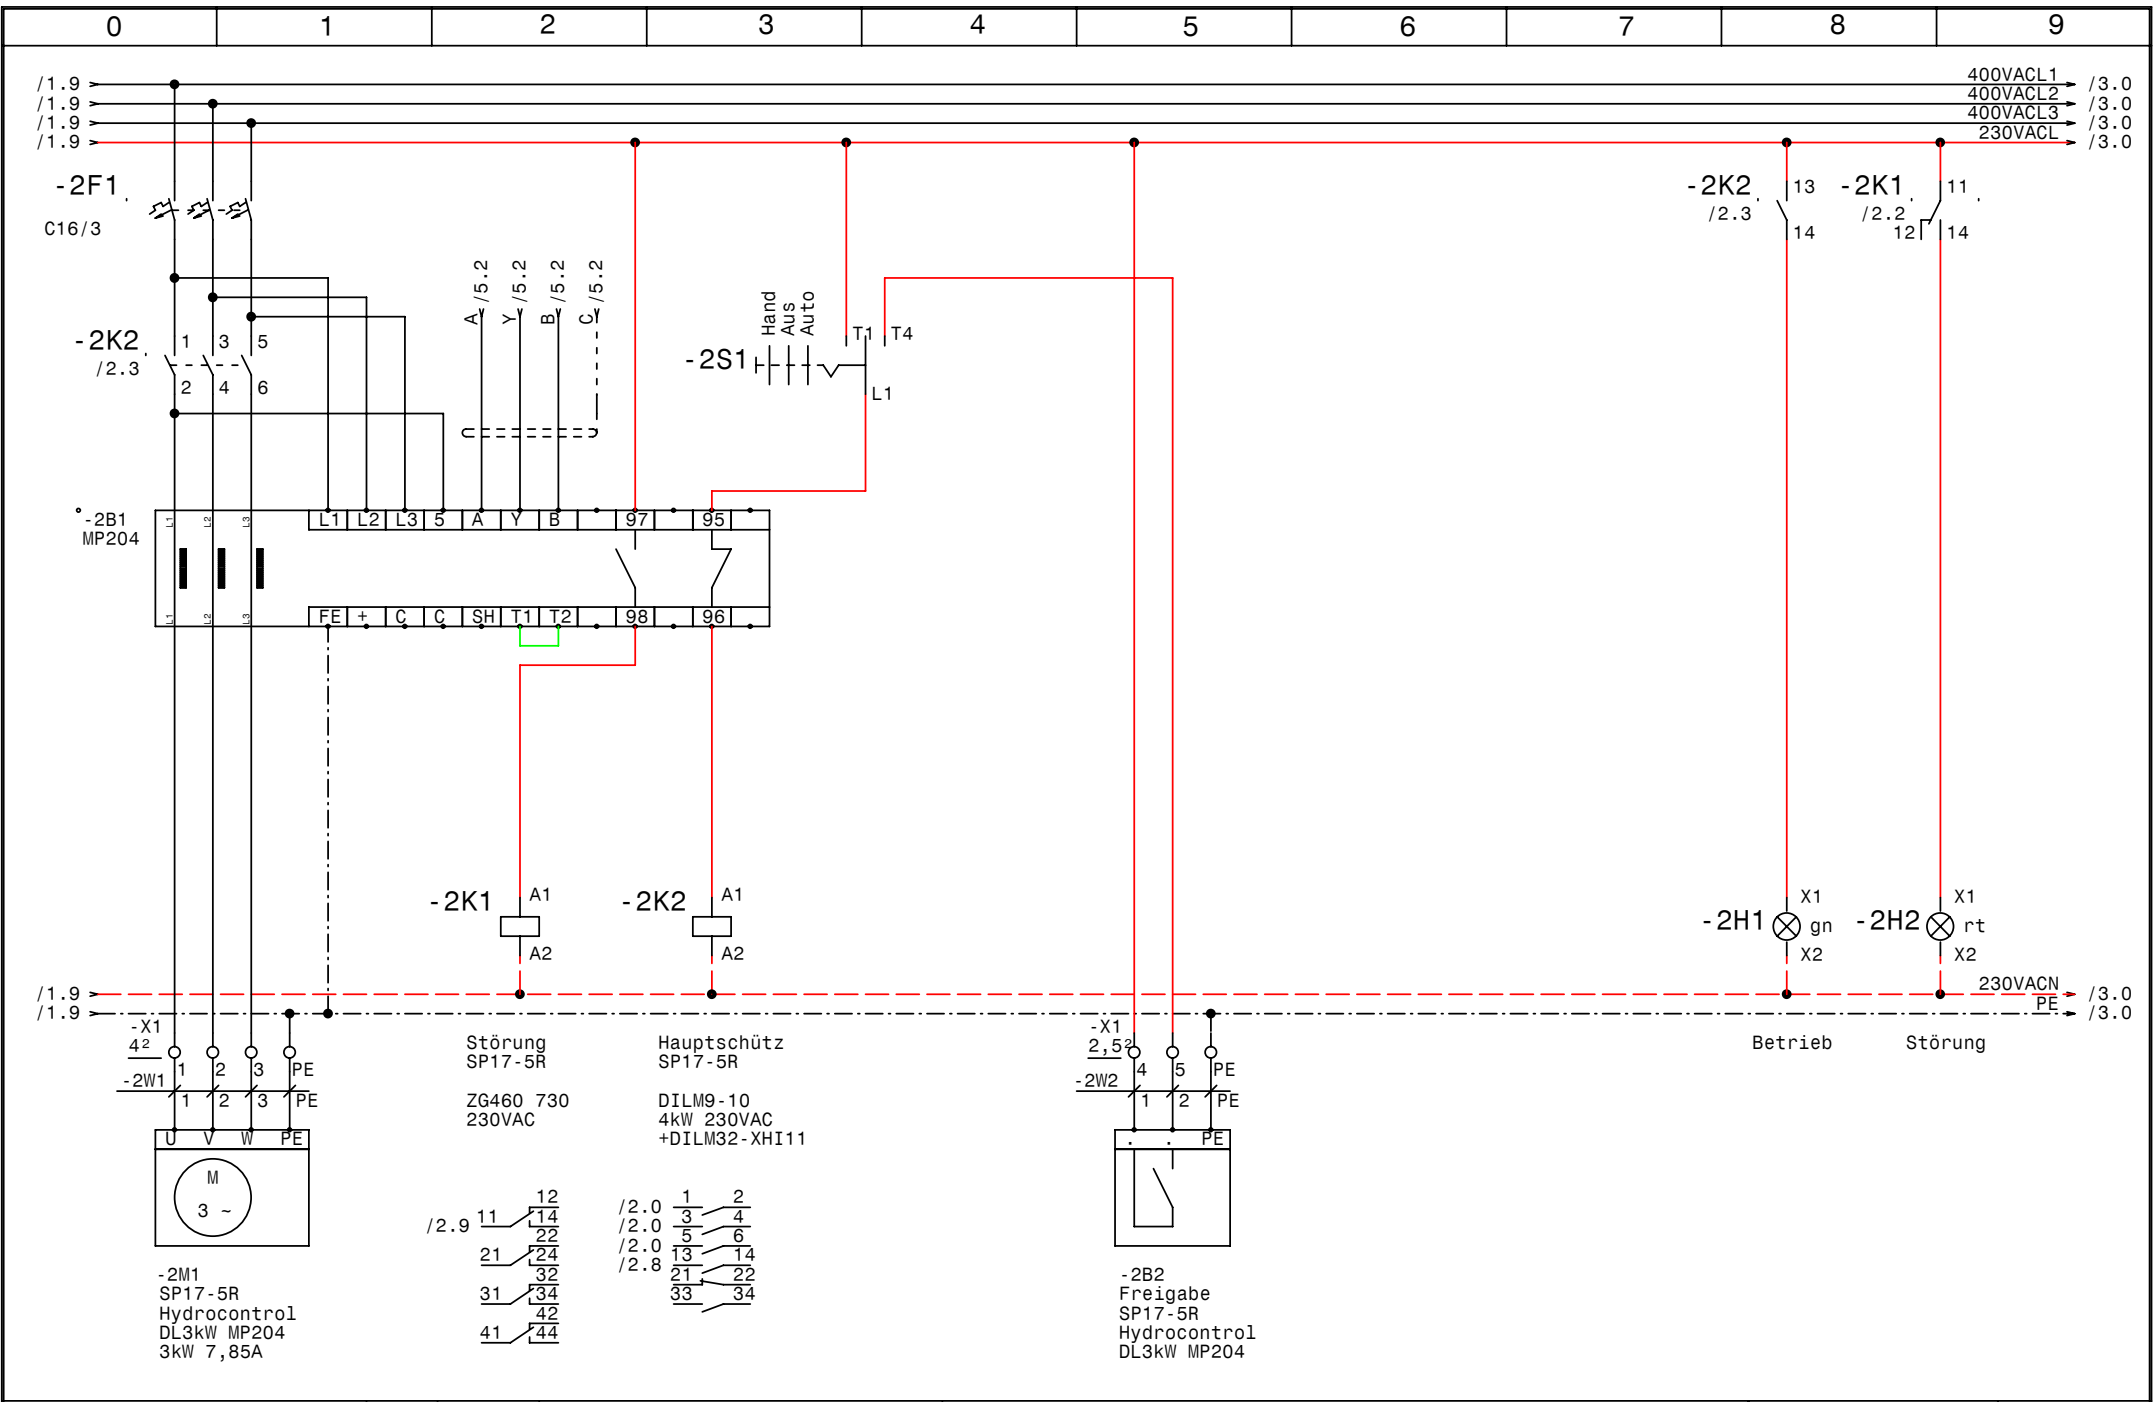 0 1 2 3 4 5 6 7 8 9
/1.9 400VACL1 /3.0
/1.9 400VACL2 /3.0
/1.9 400VACL3 /3.0
/1.9 230VACL /3.0
-2F1
C16/3
-2K2 13
/2.3
14
-2K1 11
/2.2
12 14
A /5.2
Y /5.2
B /5.2
C /5.2
Hand
Aus
Auto
-2S1
T1 T4
L1
-2K2 1 3 5
/2.3
2 4 6
-2B1
MP204
L1 L2 L3
L1 L2 L3 5 A Y B 97 95
L1 L2 L3
FE + C C SH T1 T2 98 96
-2K1 A1
A2
-2K2 A1
A2
-2H1 X1
gn
X2
-2H2 X1
rt
X2
/1.9 230VACN /3.0
/1.9 PE /3.0
-X1
4²
1 2 3 PE
-2W1
1 2 3 PE
U V W PE
M
3 ~
-2M1
SP17-5R
Hydrocontrol
DL3kW MP204
3kW 7,85A
Störung
SP17-5R
ZG460 730
230VAC
12
/2.9 11 14
22
21 24
32
31 34
42
41 44
Hauptschütz
SP17-5R
DILM9-10
4kW 230VAC
+DILM32-XHI11
/2.0 1 2
/2.0 3 4
/2.0 5 6
/2.8 13 14
21 22
33 34
-X1
2,5²
4 5 PE
-2W2
1 2 PE
. . PE
-2B2
Freigabe
SP17-5R
Hydrocontrol
DL3kW MP204
Betrieb
Störung